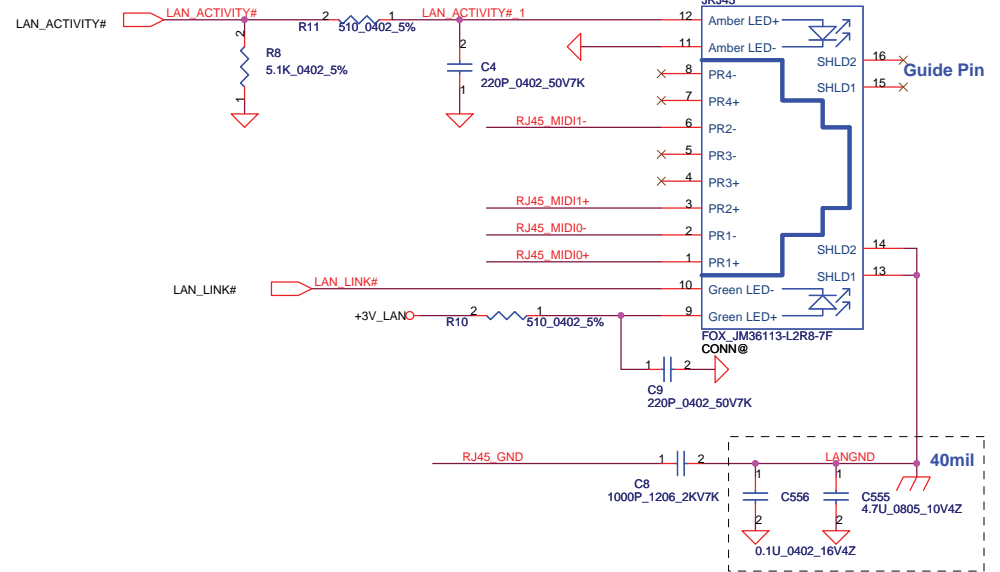 JRJ45
LAN_ACTIVITY#
LAN_ACTIVITY#
2
R11
1
510_0402_5%
LAN_ACTIVITY#_1
12
Amber LED+
2
R8
5.1K_0402_5%
1
2
C4
220P_0402_50V7K
1
11
Amber LED-
8
PR4-
7
PR4+
RJ45_MIDI1-
6
PR2-
5
PR3-
4
PR3+
RJ45_MIDI1+
3
PR2+
RJ45_MIDI0-
2
PR1-
RJ45_MIDI0+
1
PR1+
SHLD2
16
SHLD1
15
Guide Pin
SHLD2
14
SHLD1
13
LAN_LINK#
LAN_LINK#
10
Green LED-
+3V_LAN
2
R10
1
510_0402_5%
9
Green LED+
FOX_JM36113-L2R8-7F
CONN@
1
2
C9
220P_0402_50V7K
RJ45_GND
1
2
C8
1000P_1206_2KV7K
LANGND
40mil
1
C556
2
0.1U_0402_16V4Z
1
C555
4.7U_0805_10V4Z
2